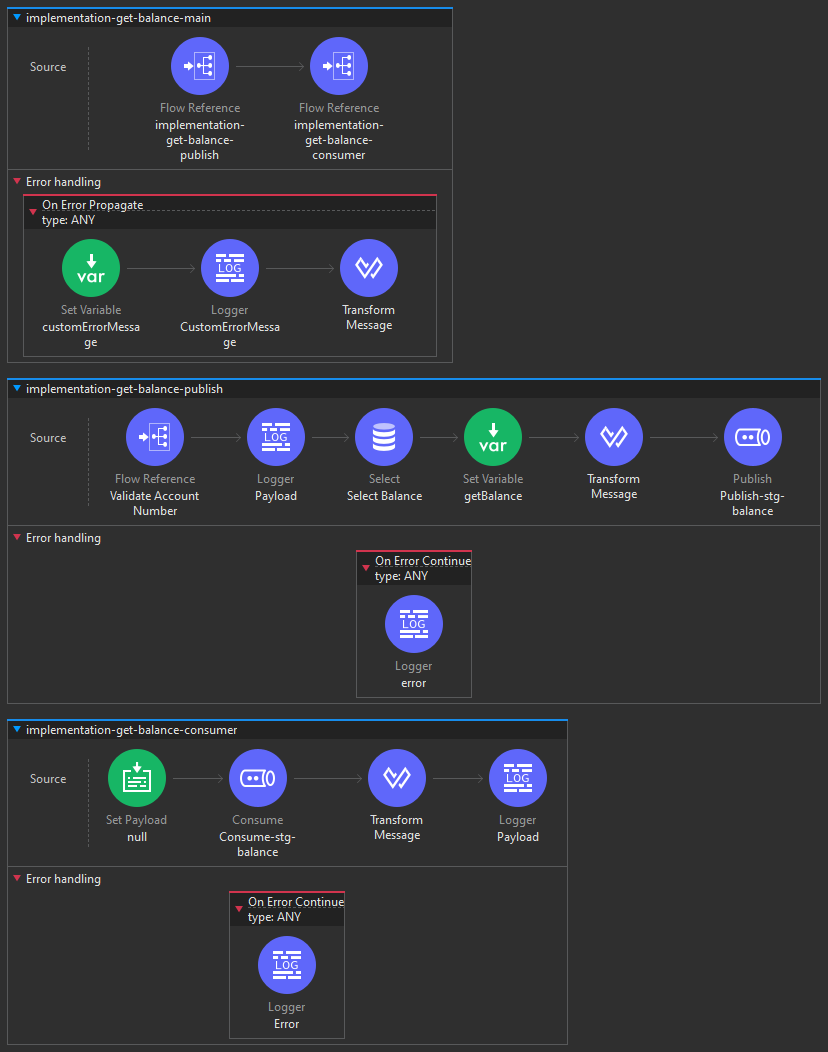 implementation-get-balance-main
Source
Flow Reference
implementation-
get-balance-
publish
Flow Reference
implementation-
get-balance-
consumer
Error handling
On Error Propagate
type: ANY
var
Set Variable
customErrorMessa
ge
LOG
Logger
CustomErrorMessa
ge
Transform
Message
implementation-get-balance-publish
Source
Flow Reference
Validate Account
Number
LOG
Logger
Payload
Select
Select Balance
var
Set Variable
getBalance
Transform
Message
Publish
Publish-stg-
balance
Error handling
On Error Continue
type: ANY
LOG
Logger
error
implementation-get-balance-consumer
Source
Set Payload
null
Consume
Consume-stg-
balance
Transform
Message
LOG
Logger
Payload
Error handling
On Error Continue
type: ANY
LOG
Logger
Error